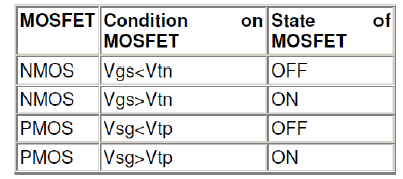 MOSFET Condition on State of
MOSFET MOSFET
NMOS Vgs<Vtn OFF
NMOS Vgs>Vtn ON
PMOS Vsg<Vtp OFF
PMOS Vsg>Vtp ON